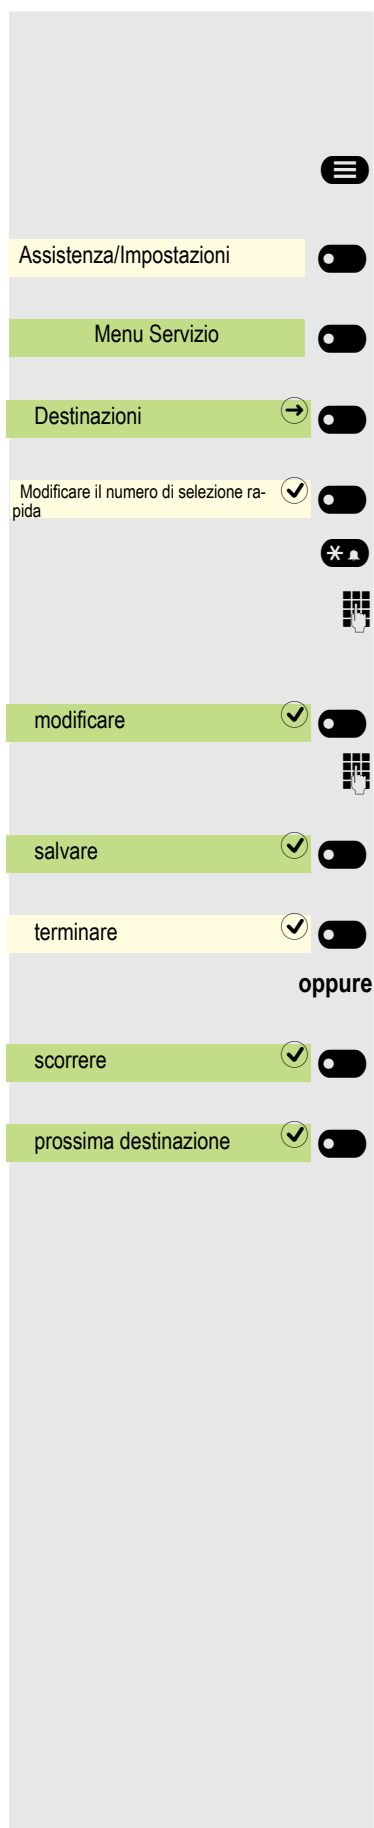 Assistenza/Impostazioni
Menu Servizio
Destinazioni
Modificare il numero di selezione ra-
pida
modificare
salvare
terminare
oppure
scorrere
prossima destinazione